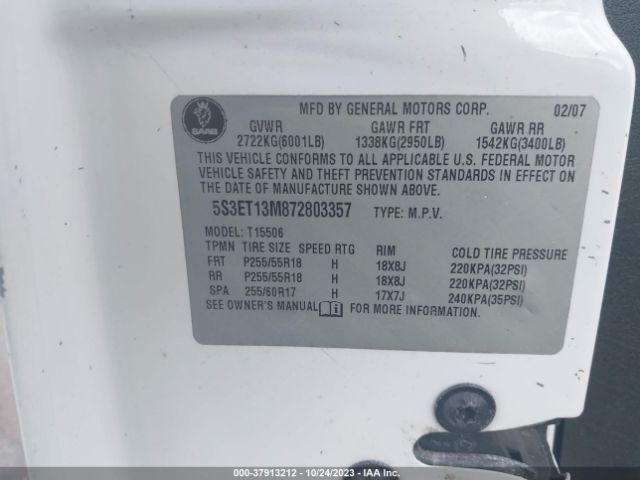 MFD BY GENERAL MOTORS CORP. 02/07
SAAB
GVWR GAWR FRT GAWR RR
2722KG(6001LB) 1338KG(2950LB) 1542KG(3400LB)
THIS VEHICLE CONFORMS TO ALL APPLICABLE U.S. FEDERAL MOTOR
VEHICLE SAFETY AND THEFT PREVENTION STANDARDS IN EFFECT ON
THE DATE OF MANUFACTURE SHOWN ABOVE.
5S3ET13M872803357 TYPE: M.P.V.
MODEL: T15506
TPMN TIRE SIZE SPEED RTG RIM COLD TIRE PRESSURE
FRT P255/55R18 H 18X8J 220KPA(32PSI)
RR P255/55R18 H 18X8J 220KPA(32PSI)
SPA 255/60R17 H 17X7J 240KPA(35PSI)
SEE OWNER'S MANUAL FOR MORE INFORMATION.
000-37913212 - 10/24/2023 - IAA Inc.